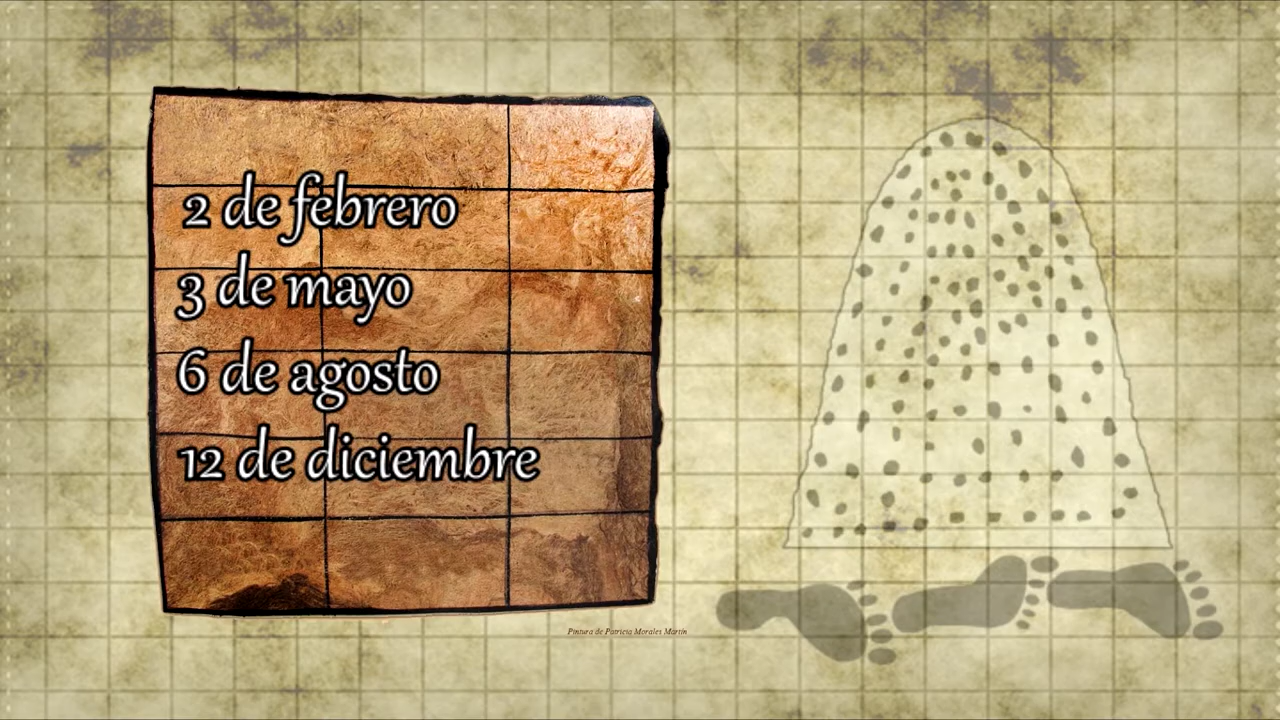 2 de febrero
3 de mayo
6 de agosto
12 de diciembre
Pintura de Patricia Morales Martín